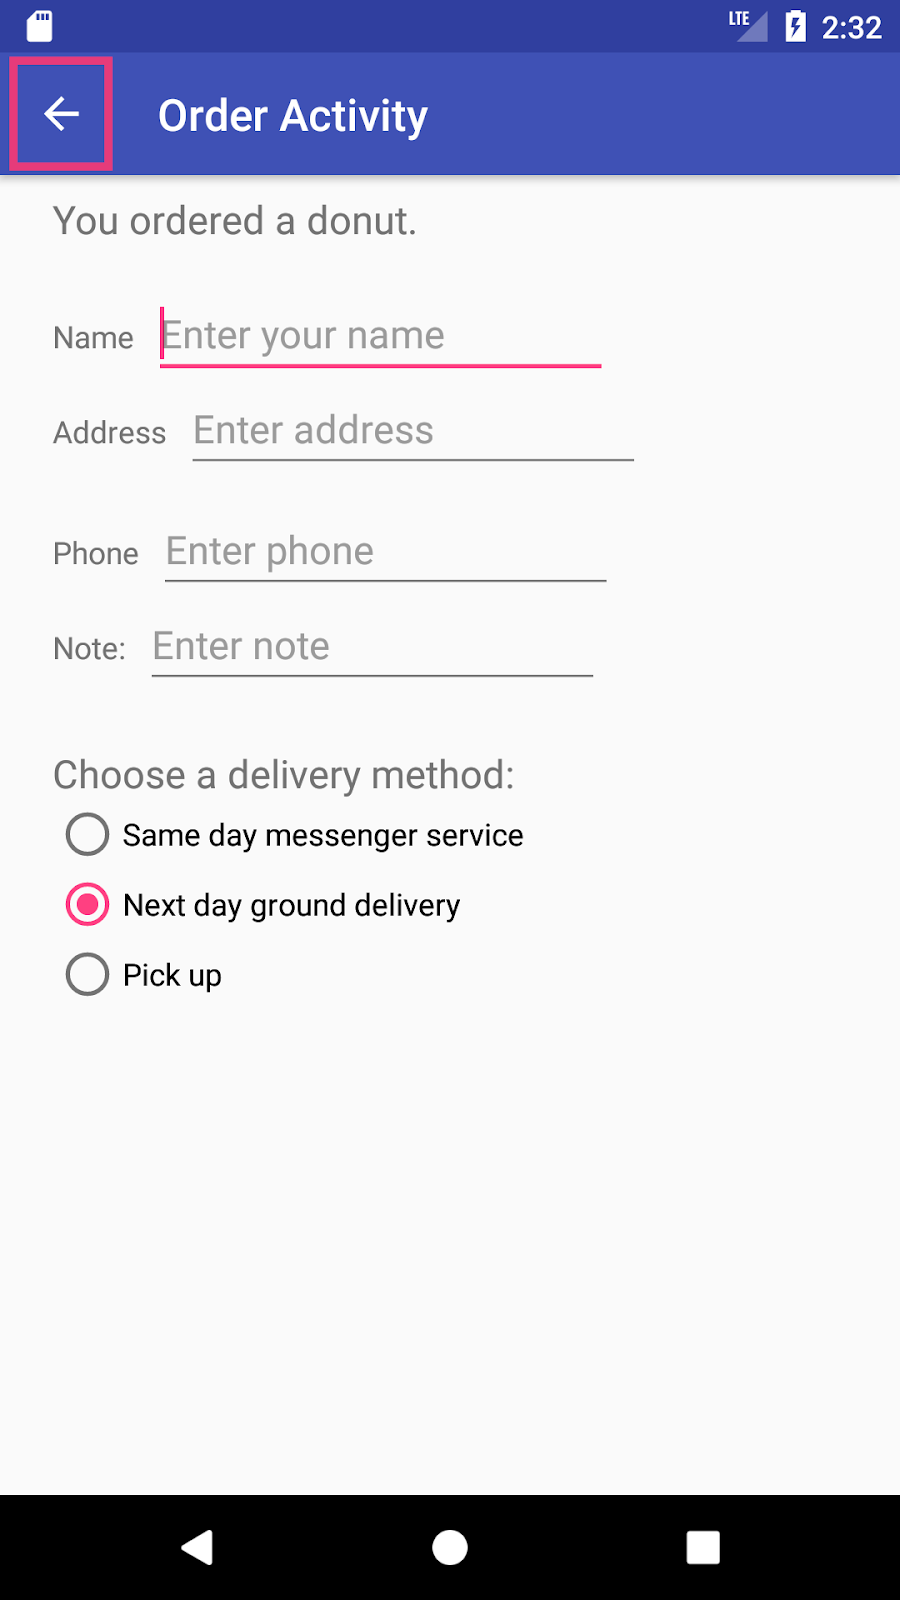 LTE 2:32
Order Activity
You ordered a donut.
Name Enter your name
Address Enter address
Phone Enter phone
Note: Enter note
Choose a delivery method:
Same day messenger service
Next day ground delivery
Pick up